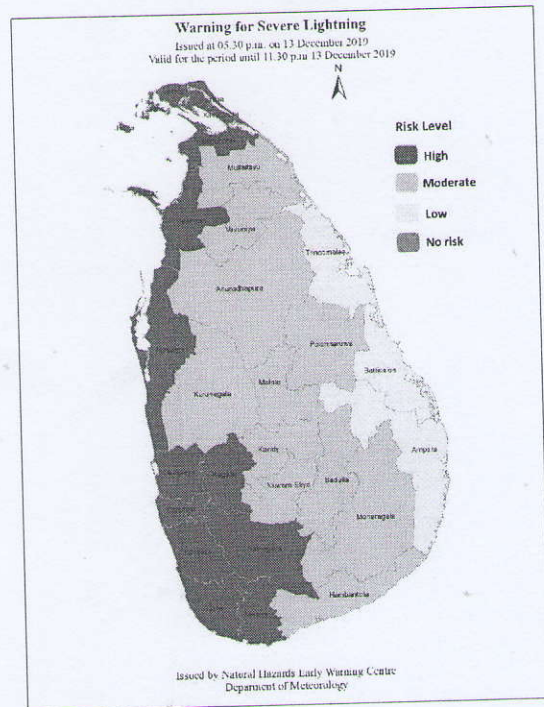 Warning for Severe Lightning
Issued at 05.30 p.m. on 13 December 2019
Valid for the period until 11.30 p.m 13 December 2019
N
Risk Level
High
Moderate
Low
No risk
Mullaitivu
Vavuniya
Trincomalee
Anuradhapura
Polonnaruwa
Batticaloa
Matale
Kurunegala
Kandy
Ampara
Nuwara Eliya
Badulla
Moneragala
Hambantota
Issued by Natural Hazards Early Warning Centre
Department of Meteorology